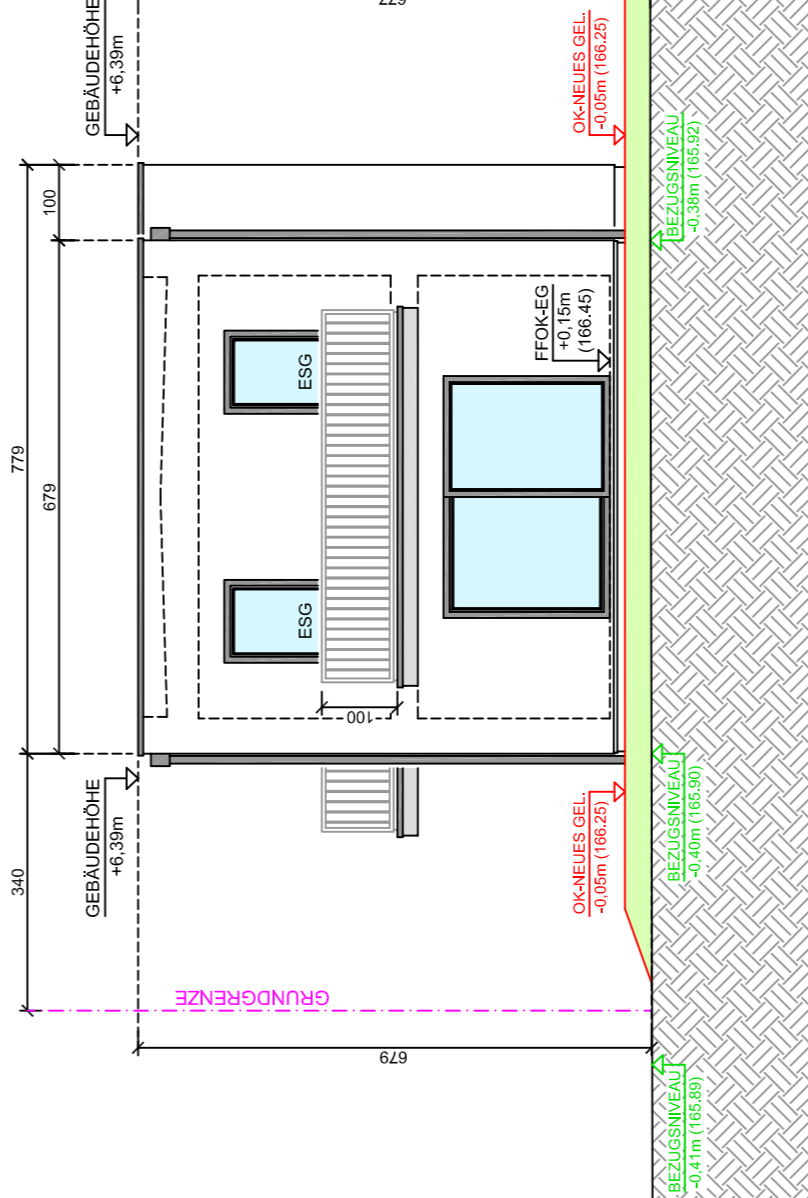 779
340
679
100
GEBÄUDEHÖHE
+6,39m
GEBÄUDEHÖHE
+6,39m
GRUNDGRENZE
679
677
ESG
ESG
100
FFOK-EG
+0,15m
(166.45)
OK-NEUES GEL.
-0,05m (166.25)
OK-NEUES GEL.
-0,05m (166.25)
BEZUGSNIVEAU
-0,41m (165.89)
BEZUGSNIVEAU
-0,40m (165.90)
BEZUGSNIVEAU
-0,38m (165.92)